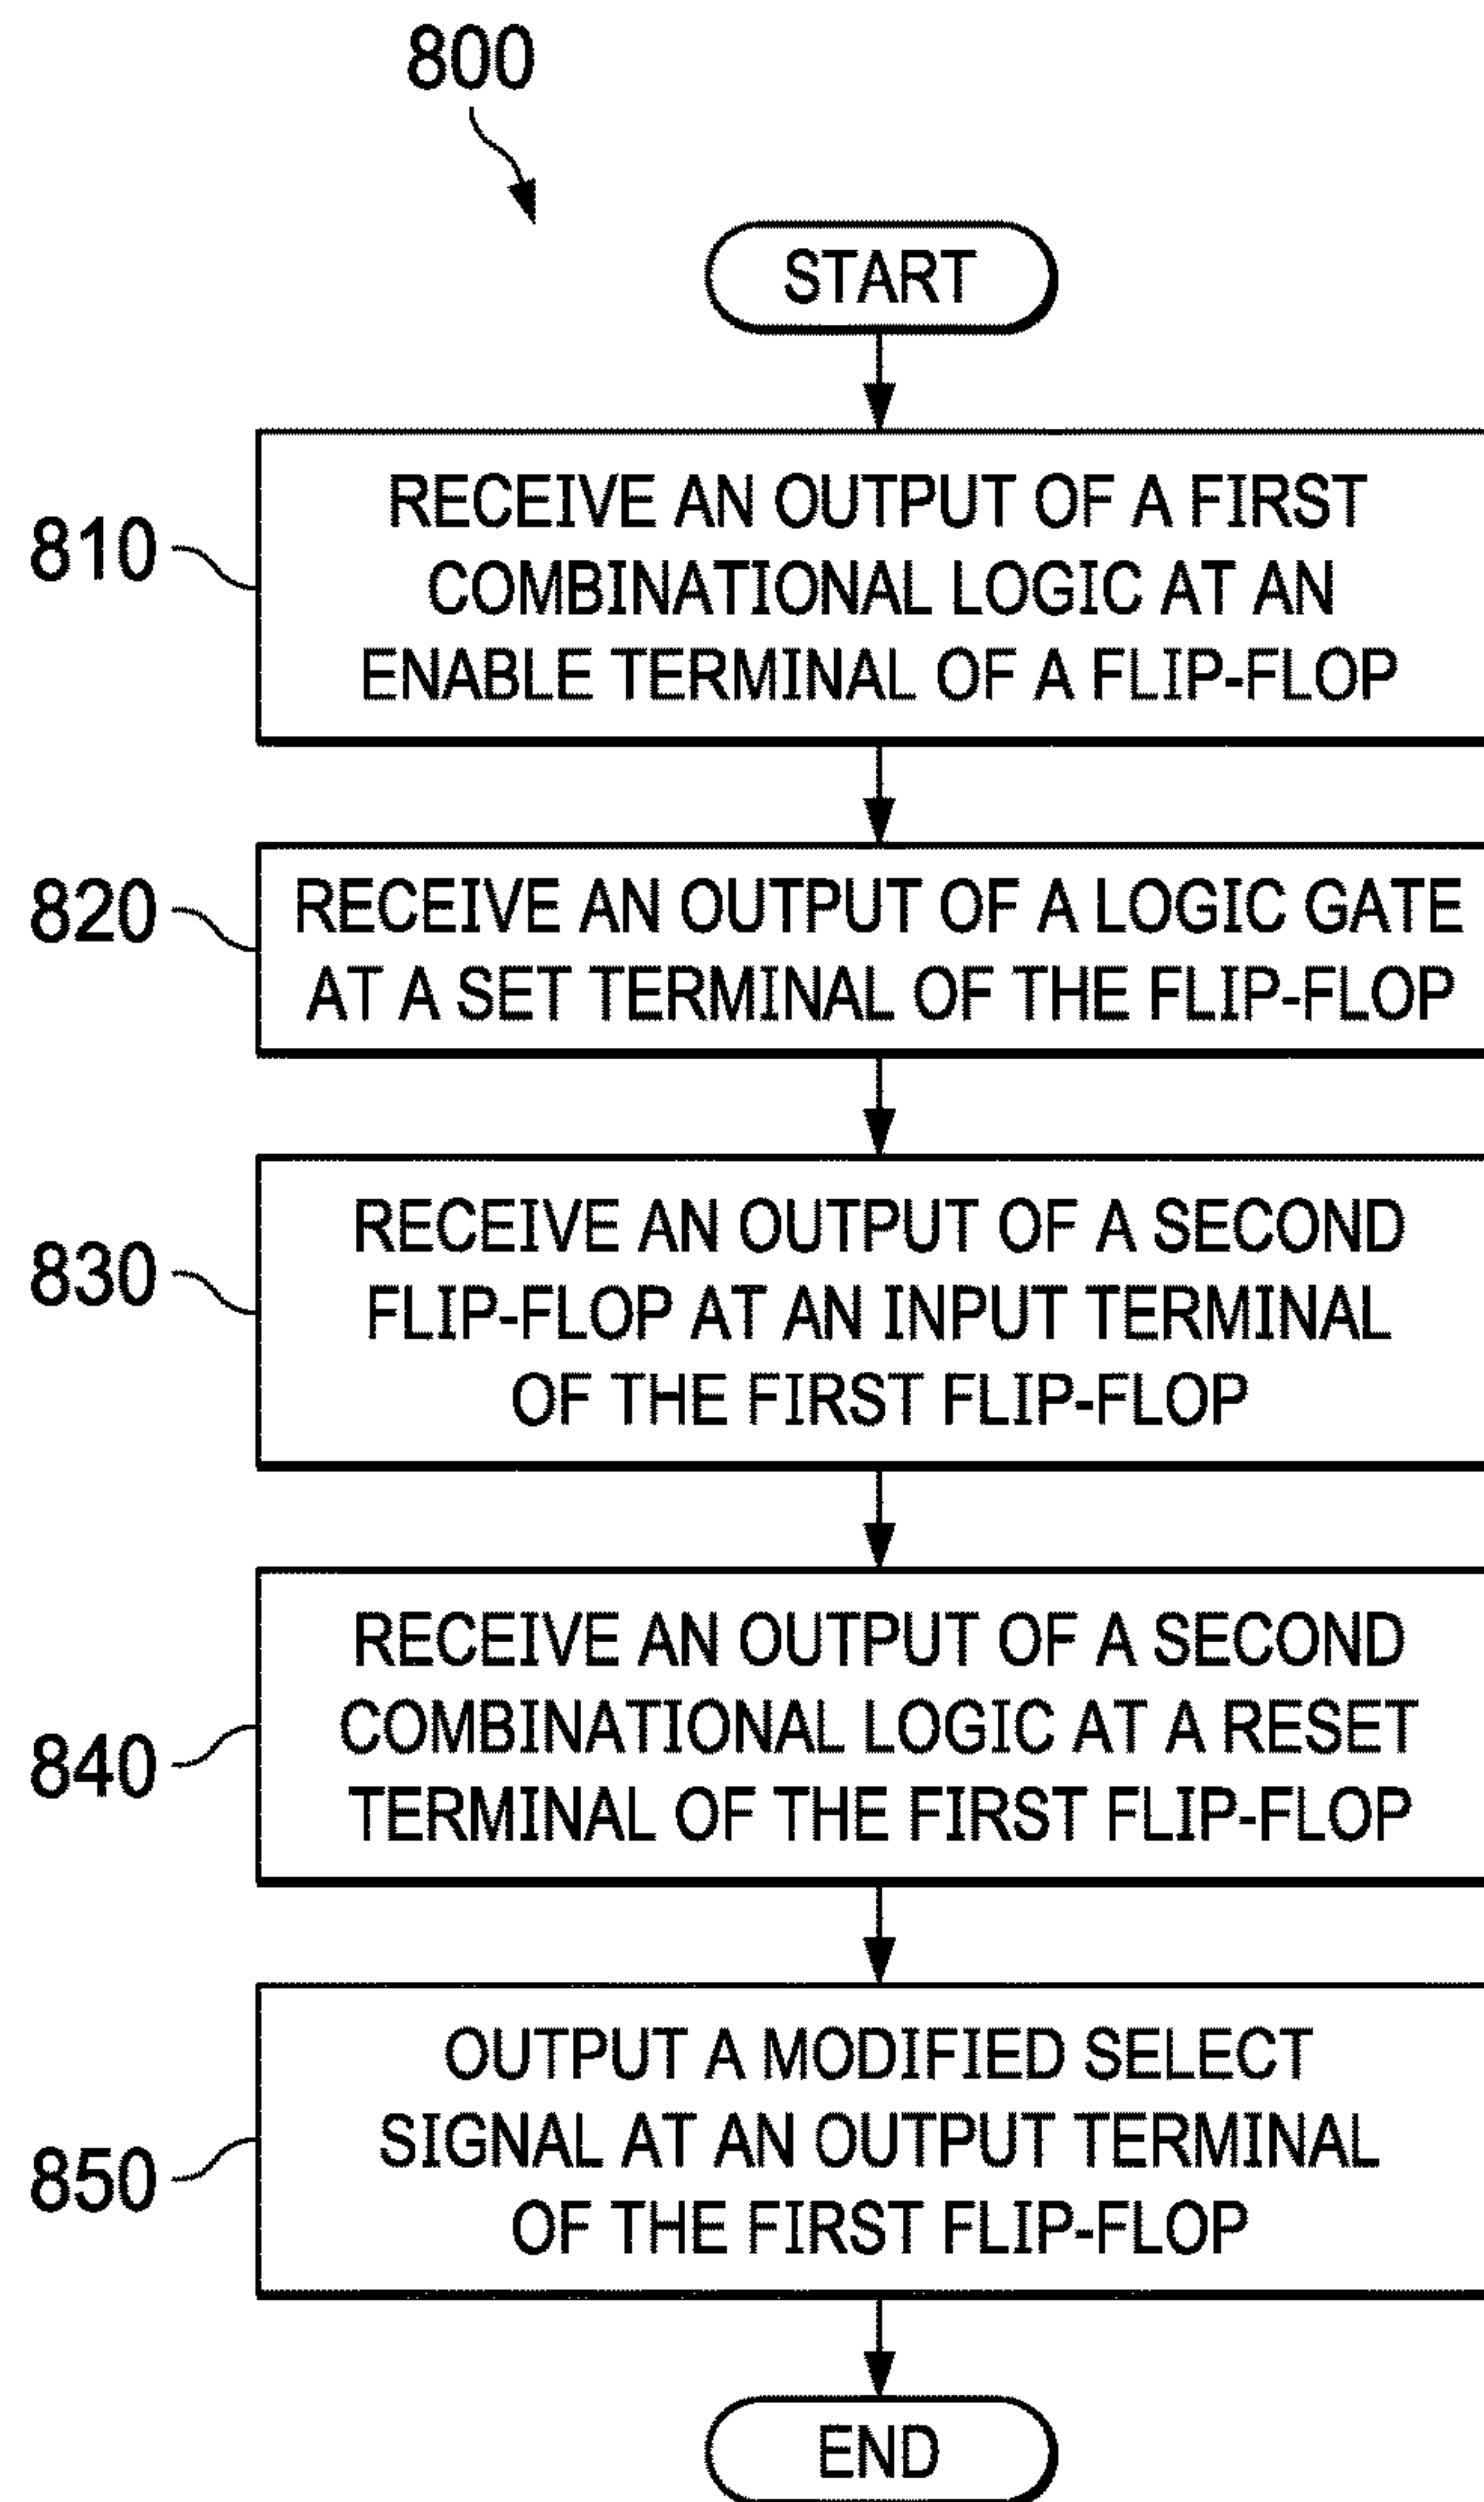 800
START
810
RECEIVE AN OUTPUT OF A FIRST
COMBINATIONAL LOGIC AT AN
ENABLE TERMINAL OF A FLIP-FLOP
820
RECEIVE AN OUTPUT OF A LOGIC GATE
AT A SET TERMINAL OF THE FLIP-FLOP
830
RECEIVE AN OUTPUT OF A SECOND
FLIP-FLOP AT AN INPUT TERMINAL
OF THE FIRST FLIP-FLOP
840
RECEIVE AN OUTPUT OF A SECOND
COMBINATIONAL LOGIC AT A RESET
TERMINAL OF THE FIRST FLIP-FLOP
850
OUTPUT A MODIFIED SELECT
SIGNAL AT AN OUTPUT TERMINAL
OF THE FIRST FLIP-FLOP
END